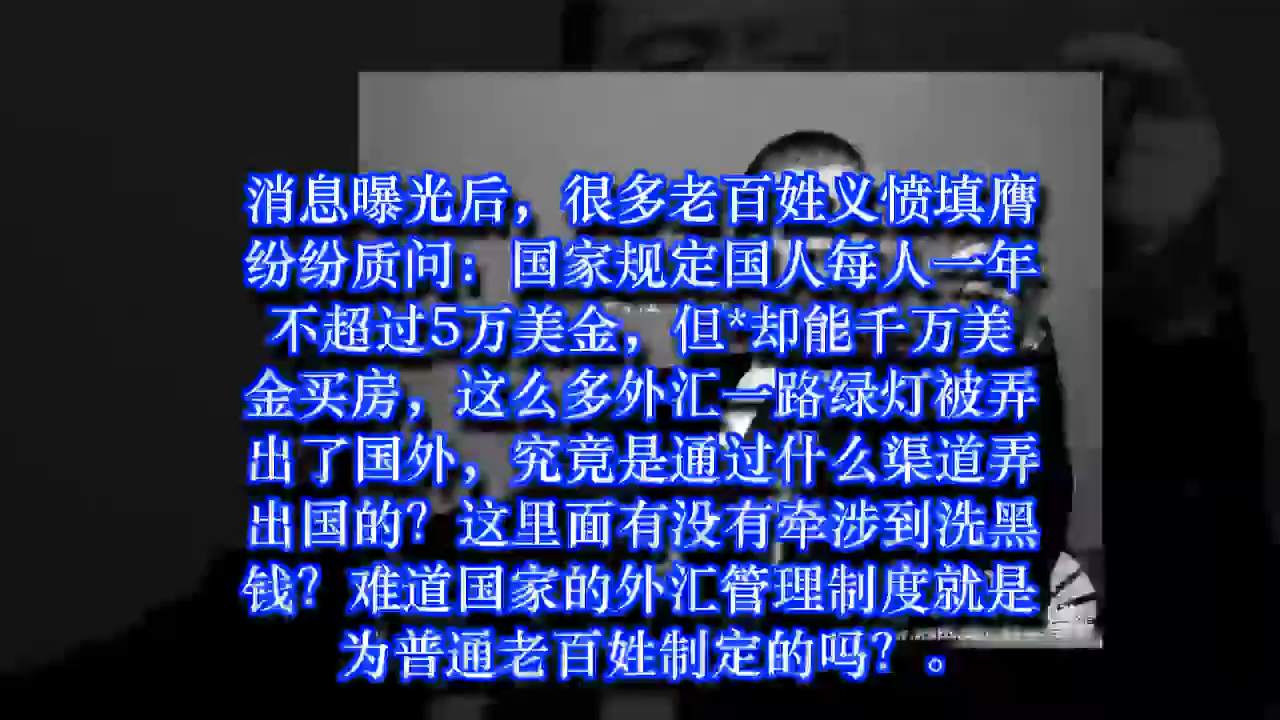 消息曝光后，很多老百姓义愤填膺
纷纷质问：国家规定国人每人一年
不超过5万美金，但*却能千万美
金买房，这么多外汇一路绿灯被弄
出了国外，究竟是通过什么渠道弄
出国的？这里面有没有牵涉到洗黑
钱？难道国家的外汇管理制度就是
为普通老百姓制定的吗？。